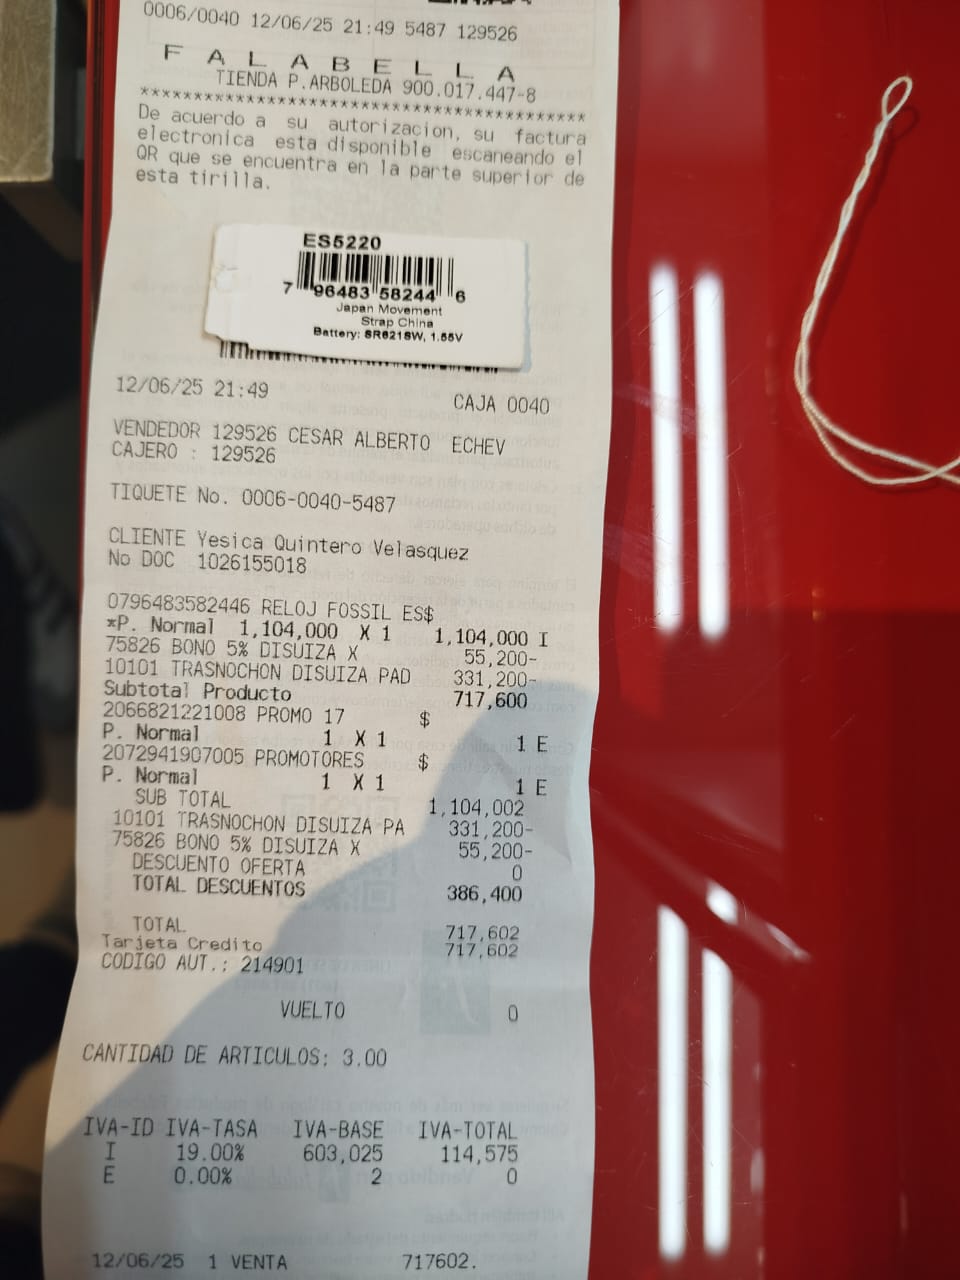 0006/0040 12/06/25 21:49 5487 129526
F A L A B E L L A
TIENDA P.ARBOLEDA 900.017.447-8
******************************************
De acuerdo a su autorizacion, su factura
electronica esta disponible escaneando el
QR que se encuentra en la parte superior de
esta tirilla.
ES5220
7 96483 58244 6
Japan Movement
Strap China
Battery: SR621SW, 1.55V
12/06/25 21:49 CAJA 0040
VENDEDOR 129526 CESAR ALBERTO ECHEV
CAJERO : 129526
TIQUETE No. 0006-0040-5487
CLIENTE Yesica Quintero Velasquez
No DOC 1026155018
0796483582446 RELOJ FOSSIL ES$
*P. Normal 1,104,000 X 1 1,104,000 I
75826 BONO 5% DISUIZA X 55,200-
10101 TRASNOCHON DISUIZA PAD 331,200-
Subtotal Producto 717,600
2066821221008 PROMO 17 $
P. Normal 1 X 1 1 E
2072941907005 PROMOTORES $
P. Normal 1 X 1 1 E
SUB TOTAL 1,104,002
10101 TRASNOCHON DISUIZA PA 331,200-
75826 BONO 5% DISUIZA X 55,200-
DESCUENTO OFERTA 0
TOTAL DESCUENTOS 386,400
TOTAL 717,602
Tarjeta Credito 717,602
CODIGO AUT.: 214901
VUELTO 0
CANTIDAD DE ARTICULOS: 3.00
IVA-ID IVA-TASA IVA-BASE IVA-TOTAL
I 19.00% 603,025 114,575
E 0.00% 2 0
12/06/25 1 VENTA 717602.